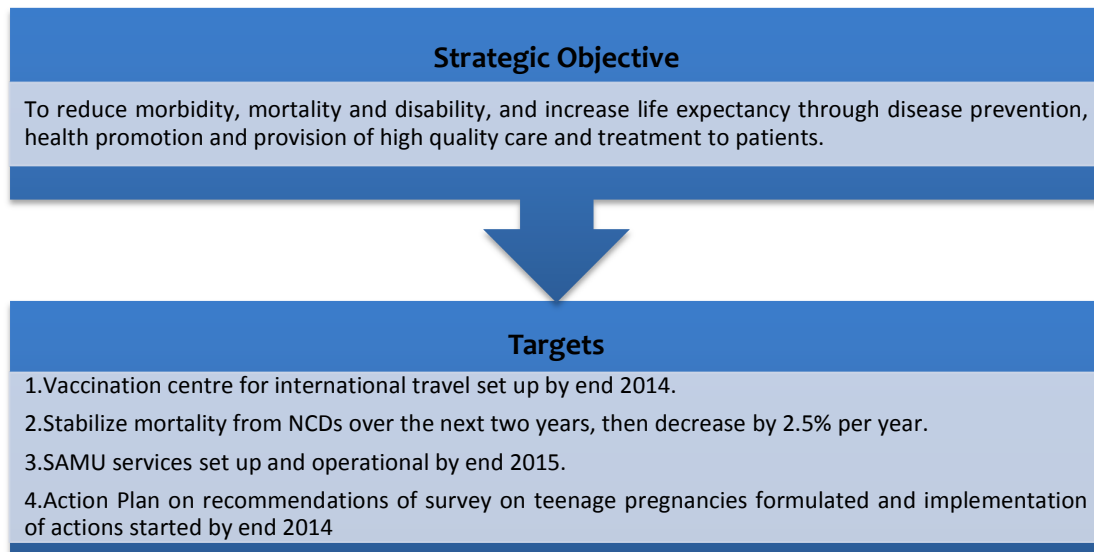 Strategic Objective
To reduce morbidity, mortality and disability, and increase life expectancy through disease prevention,
health promotion and provision of high quality care and treatment to patients.
Targets
1.Vaccination centre for international travel set up by end 2014.
2.Stabilize mortality from NCDs over the next two years, then decrease by 2.5% per year.
3.SAMU services set up and operational by end 2015.
4.Action Plan on recommendations of survey on teenage pregnancies formulated and implementation
of actions started by end 2014